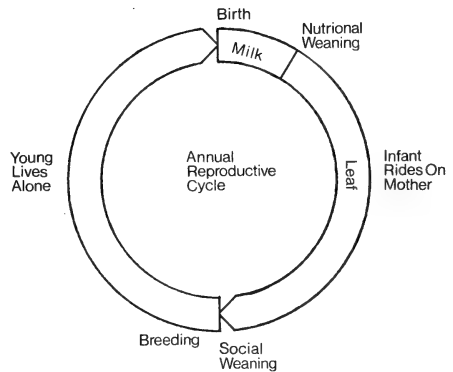 Birth
Milk
Nutrional
Weaning
Young
Lives
Alone
Annual
Reproductive
Cycle
Leaf
Infant
Rides On
Mother
Breeding
Social
Weaning